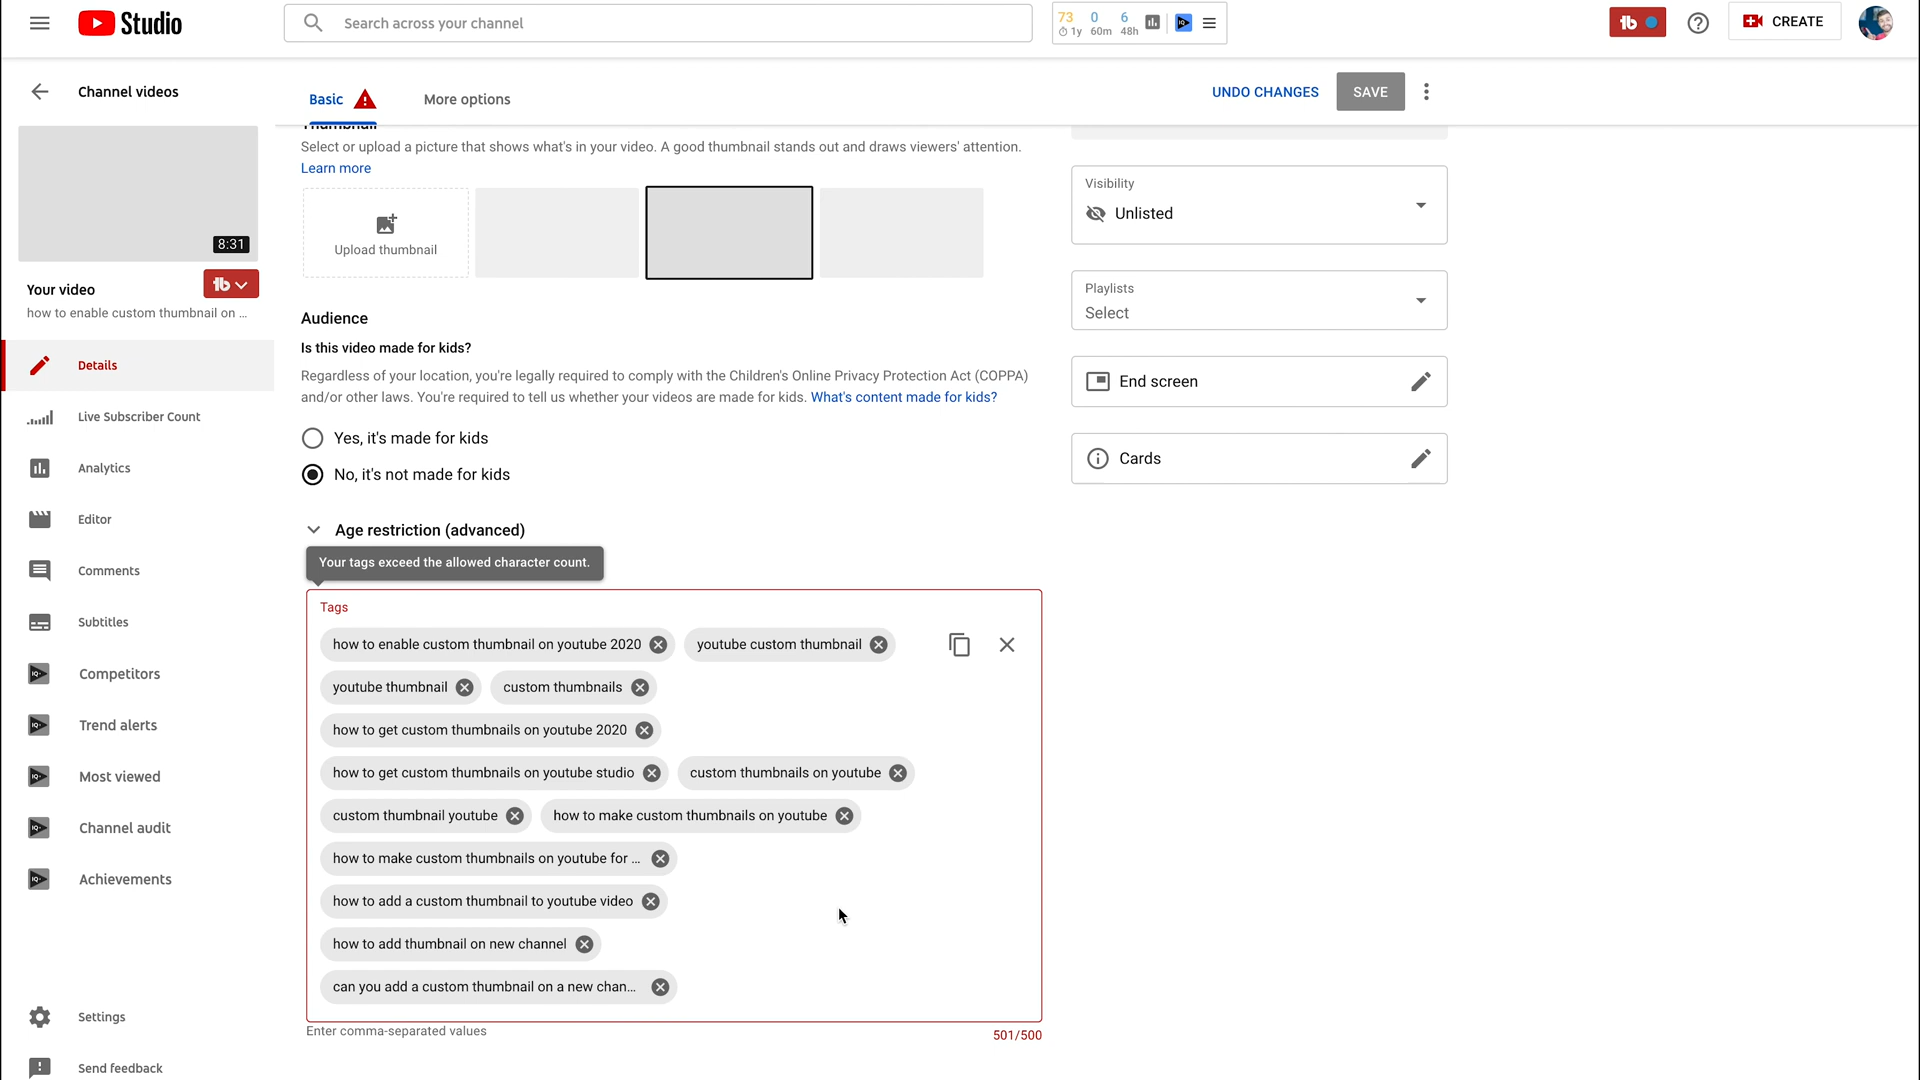 Studio
Search across your channel
73 0 6
1y 60m 48h
CREATE
Channel videos
Basic
More options
UNDO CHANGES
SAVE
8:31
Your video
how to enable custom thumbnail on ...
Details
Live Subscriber Count
Analytics
Editor
Comments
Subtitles
Competitors
Trend alerts
Most viewed
Channel audit
Achievements
Settings
Send feedback
Thumbnail
Select or upload a picture that shows what's in your video. A good thumbnail stands out and draws viewers' attention.
Learn more
Upload thumbnail
Audience
Is this video made for kids?
Regardless of your location, you're legally required to comply with the Children's Online Privacy Protection Act (COPPA)
and/or other laws. You're required to tell us whether your videos are made for kids. What's content made for kids?
Yes, it's made for kids
No, it's not made for kids
Age restriction (advanced)
Your tags exceed the allowed character count.
Tags
how to enable custom thumbnail on youtube 2020 youtube custom thumbnail
youtube thumbnail custom thumbnails
how to get custom thumbnails on youtube 2020
how to get custom thumbnails on youtube studio custom thumbnails on youtube
custom thumbnail youtube how to make custom thumbnails on youtube
how to make custom thumbnails on youtube for ...
how to add a custom thumbnail to youtube video
how to add thumbnail on new channel
can you add a custom thumbnail on a new chan...
Enter comma-separated values
501/500
Visibility
Unlisted
Playlists
Select
End screen
Cards